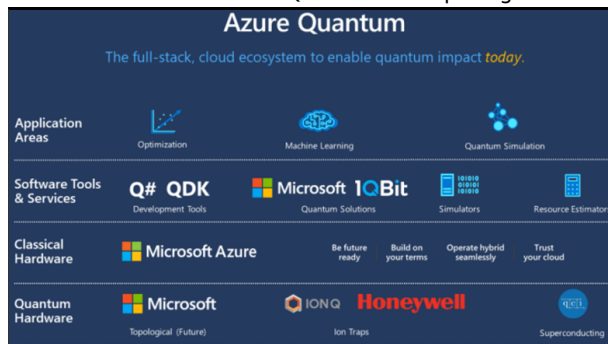 Azure Quantum
The full-stack, cloud ecosystem to enable quantum impact today.
Application
Areas
Optimization
Machine Learning
Quantum Simulation
Software Tools
& Services
Q# QDK
Development Tools
Microsoft 1QBit
Quantum Solutions
Simulators
Resource Estimator
Classical
Hardware
Microsoft Azure
Be future
ready
Build on
your terms
Operate hybrid
seamlessly
Trust
your cloud
Quantum
Hardware
Microsoft
Topological (Future)
IONQ Honeywell
Ion Traps
qci
Superconducting